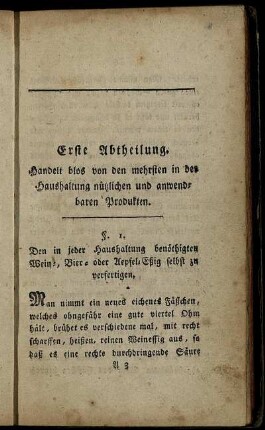 Erste Abtheilung.
Handelt blos von den mehrsten in der
Haushaltung nützlichen und anwend-
baren Produkten.
§. 1.
Den in jeder Haushaltung benöthigten
Wein-, Bier- oder Aepfel-Eßig selbst zu
verfertigen.
Man nimmt ein neues eichenes Fäßchen,
welches ohngefähr eine gute viertel Ohm
hält, brühet es verschiedene mal, mit recht
scharffen, heißen, reinen Weinessig aus, so
daß es eine rechte durchdringende Säure
A 3